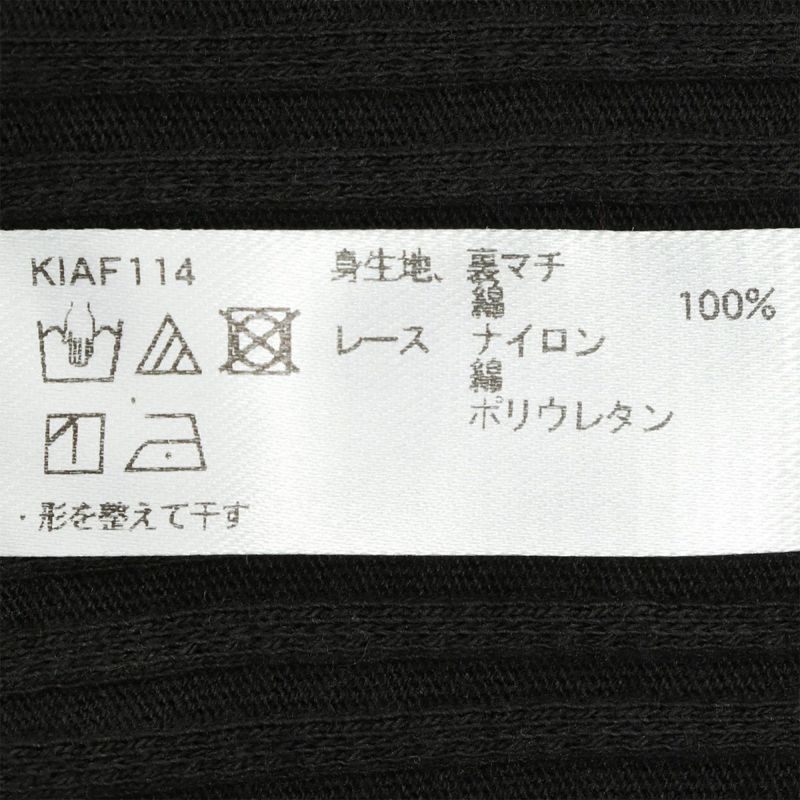 KIAF114
身生地、裏マチ
綿 100%
レース ナイロン
綿
ポリウレタン
・形を整えて干す